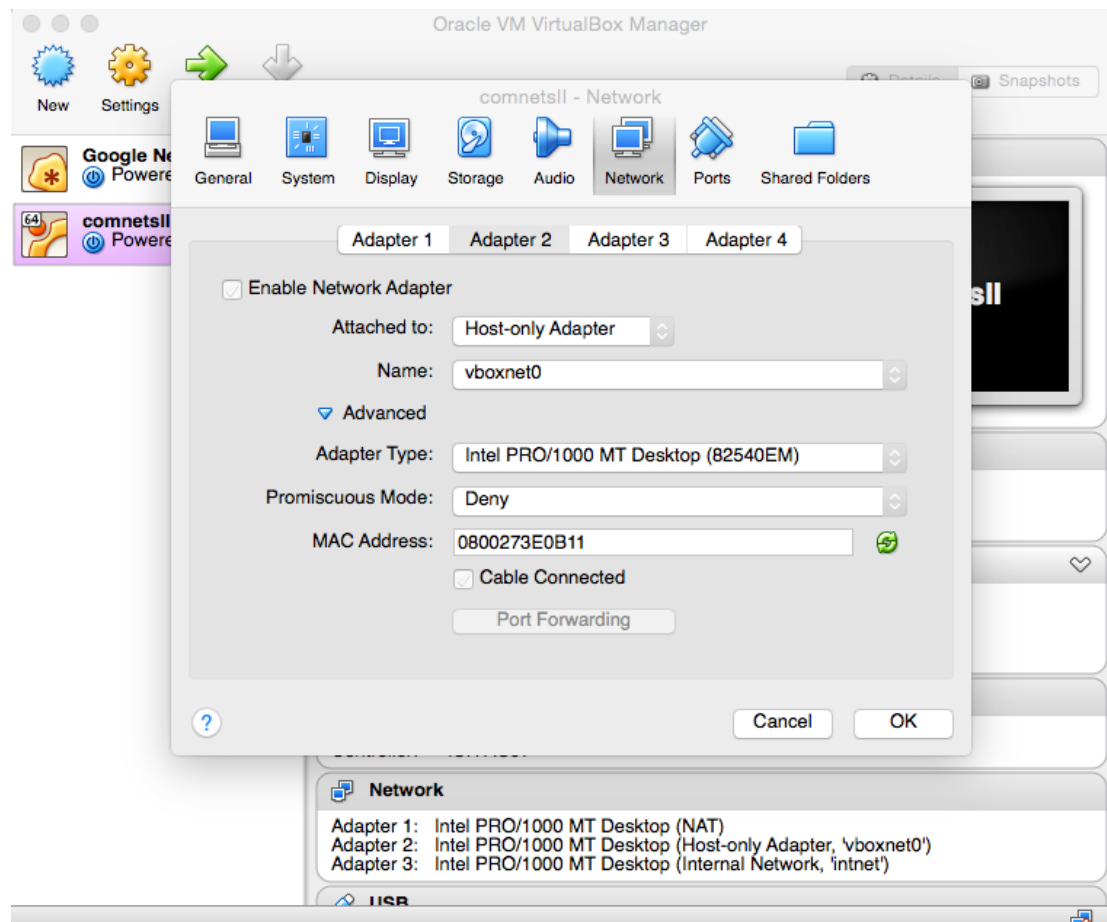 Oracle VM VirtualBox Manager
New Settings
Snapshots
comnetsII - Network
General System Display Storage Audio Network Ports Shared Folders
Google Ne
Powere
64
comnetsII
Powere
sII
Adapter 1 Adapter 2 Adapter 3 Adapter 4
Enable Network Adapter
Attached to: Host-only Adapter
Name: vboxnet0
Advanced
Adapter Type: Intel PRO/1000 MT Desktop (82540EM)
Promiscuous Mode: Deny
MAC Address: 0800273E0B11
Cable Connected
Port Forwarding
? Cancel OK
Network
Adapter 1: Intel PRO/1000 MT Desktop (NAT)
Adapter 2: Intel PRO/1000 MT Desktop (Host-only Adapter, 'vboxnet0')
Adapter 3: Intel PRO/1000 MT Desktop (Internal Network, 'intnet')
USB